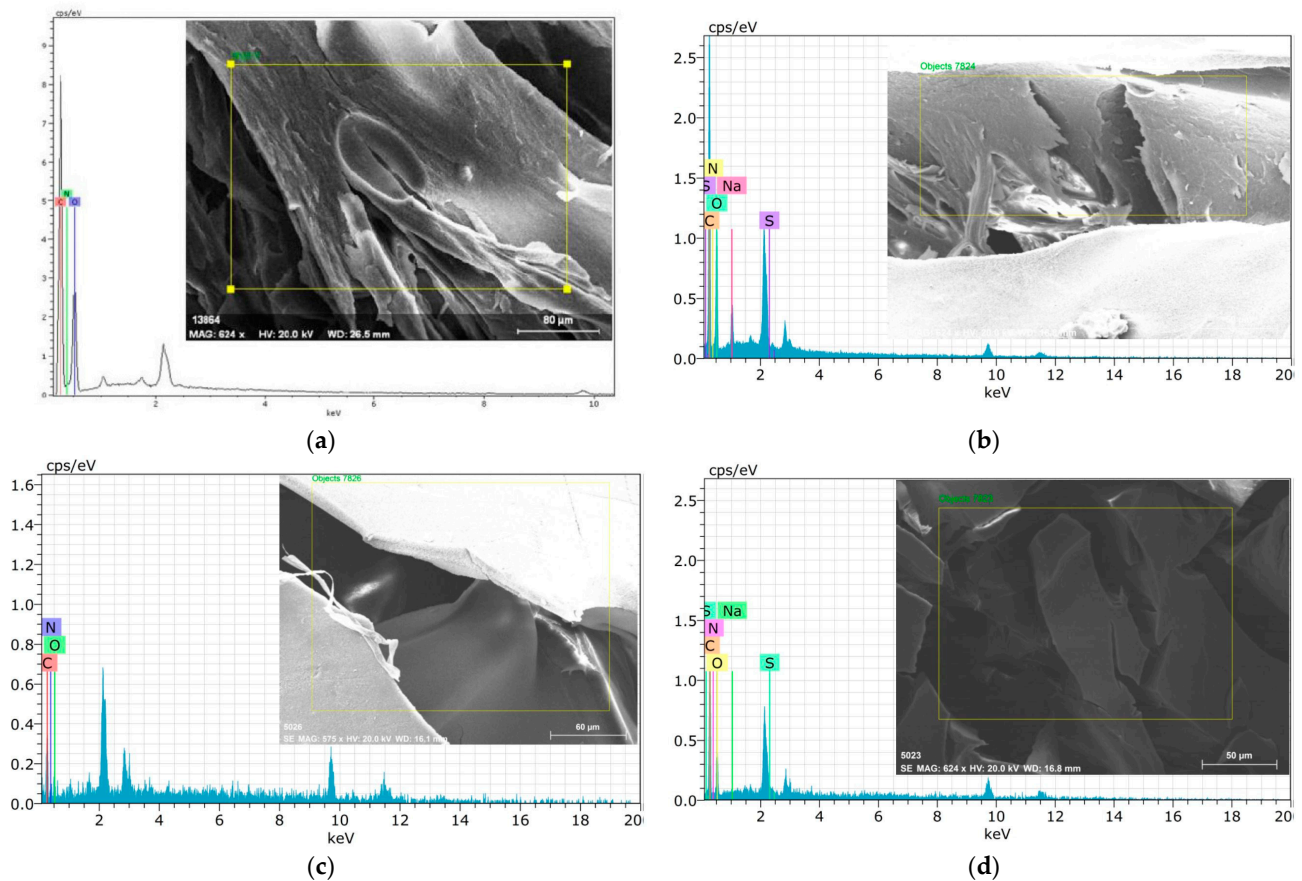 9
8
7
6
5
4
3
2
1
0
N
C O
2 4 6 8 10
keV
13864
MAG: 624 x HV: 20.0 kV WD: 26.5 mm
80 µm
(a)
cps/eV
2.5
2.0
1.5
1.0
0.5
0.0
Objects 7824
N
S Na
O
C S
2 4 6 8 10 12 14 16 18 20
keV
(b)
cps/eV
1.6
1.4
1.2
1.0
0.8
0.6
0.4
0.2
0.0
Objects 7826
N
O
C
5026
SE MAG: 575 x HV: 20.0 kV WD: 16.1 mm
60 µm
2 4 6 8 10 12 14 16 18 20
keV
(c)
cps/eV
2.5
2.0
1.5
1.0
0.5
0.0
Objects
S Na
N
C
O S
5023
SE MAG: 624 x HV: 20.0 kV WD: 16.8 mm
50 µm
2 4 6 8 10 12 14 16 18 20
keV
(d)